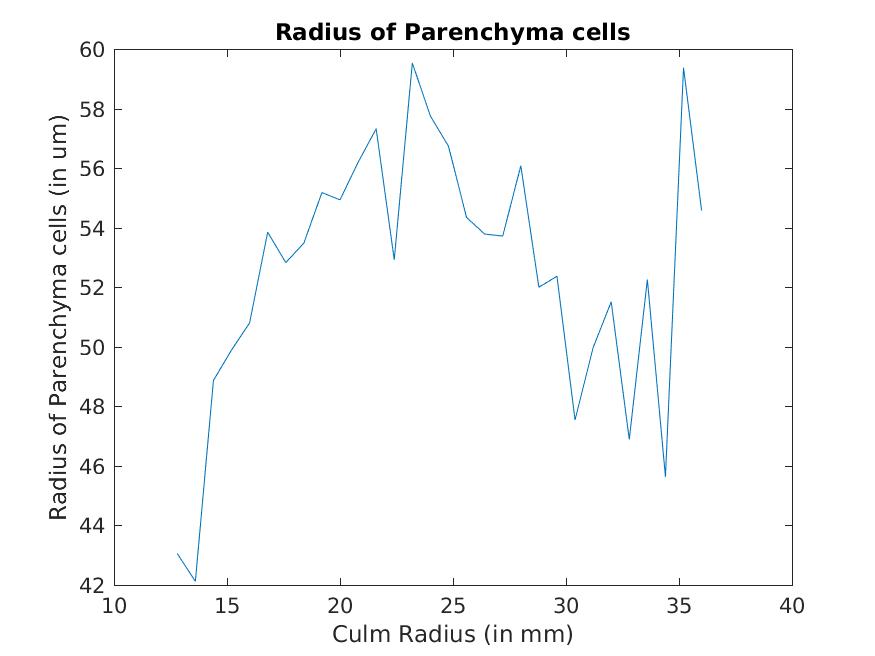 Radius of Parenchyma cells
Radius of Parenchyma cells (in um)
60
58
56
54
52
50
48
46
44
42
10 15 20 25 30 35 40
Culm Radius (in mm)